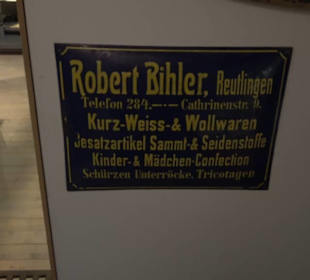 Robert Bihler, Reutlingen
Telefon 284.—·— Cathrinenstr. 9.
Kurz-Weiss-& Wollwaren
Besatzartikel Sammt-& Seidenstoffe
Kinder-& Mädchen-Confection
Schürzen Unterröcke, Tricotagen